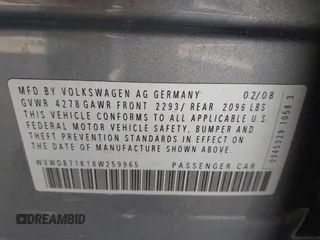 MFD BY VOLKSWAGEN AG GERMANY 02/08
GVWR 4278 GAWR FRONT 2293/ REAR 2096 LBS
THIS VEHICLE CONFORMS TO ALL APPLICABLE U.S.
FEDERAL MOTOR VEHICLE SAFETY, BUMPER AND
THEFT PREVENTION STANDARDS IN EFFECT ON THE
DATE OF MANUFACTURE SHOWN ABOVE.
WVWDB71K18W259965 PASSENGER CAR